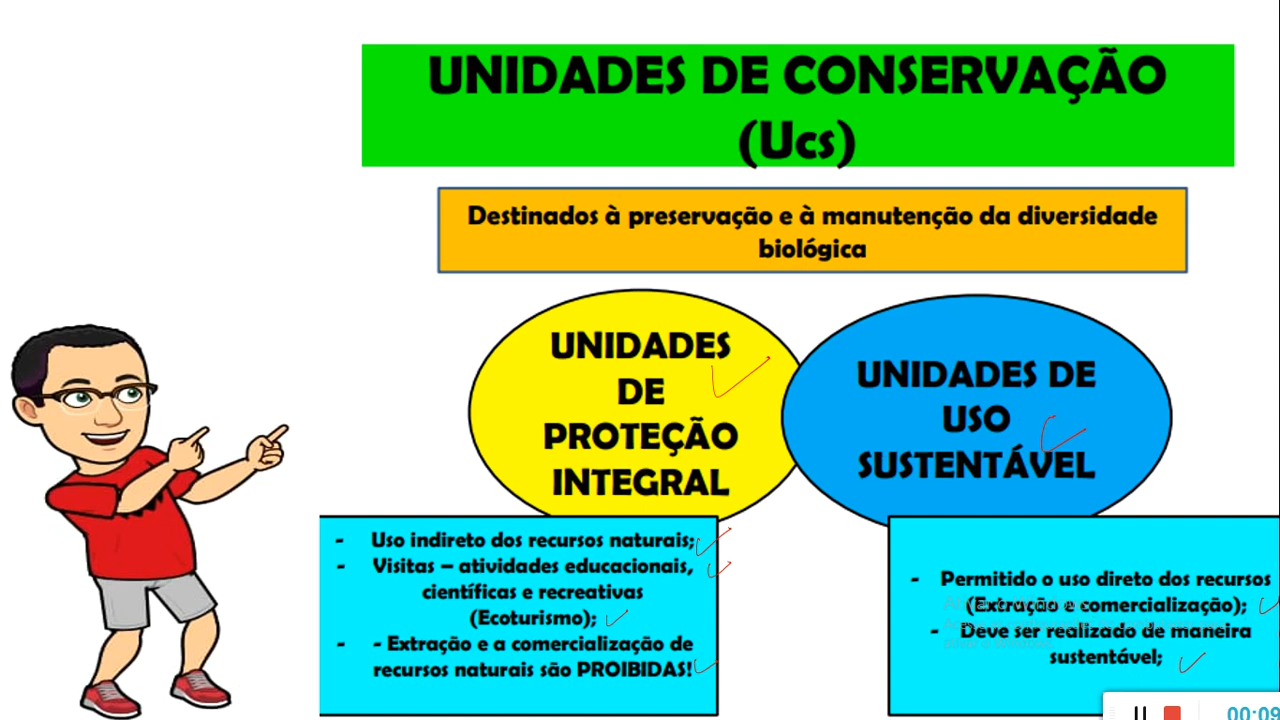 UNIDADES DE CONSERVAÇÃO
(Ucs)
Destinados à preservação e à manutenção da diversidade
biológica
UNIDADES
DE
PROTEÇÃO
INTEGRAL
UNIDADES DE
USO
SUSTENTÁVEL
- Uso indireto dos recursos naturais;
- Visitas – atividades educacionais,
científicas e recreativas
(Ecoturismo);
- - Extração e a comercialização de
recursos naturais são PROIBIDAS!
- Permitido o uso direto dos recursos
(Extração e comercialização);
- Deve ser realizado de maneira
sustentável;
00:09